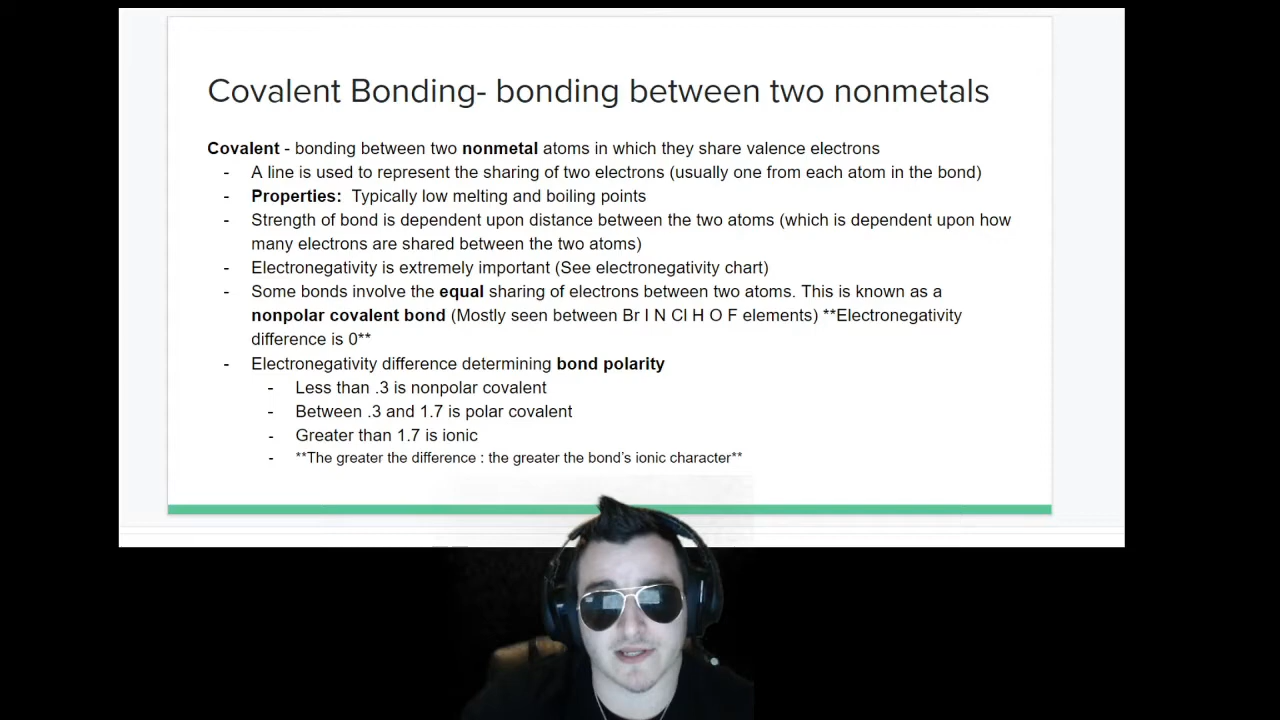 Covalent Bonding- bonding between two nonmetals
Covalent - bonding between two nonmetal atoms in which they share valence electrons
- A line is used to represent the sharing of two electrons (usually one from each atom in the bond)
- Properties: Typically low melting and boiling points
- Strength of bond is dependent upon distance between the two atoms (which is dependent upon how
many electrons are shared between the two atoms)
- Electronegativity is extremely important (See electronegativity chart)
- Some bonds involve the equal sharing of electrons between two atoms. This is known as a
nonpolar covalent bond (Mostly seen between Br I N Cl H O F elements) **Electronegativity
difference is 0**
- Electronegativity difference determining bond polarity
- Less than .3 is nonpolar covalent
- Between .3 and 1.7 is polar covalent
- Greater than 1.7 is ionic
- **The greater the difference : the greater the bond's ionic character**